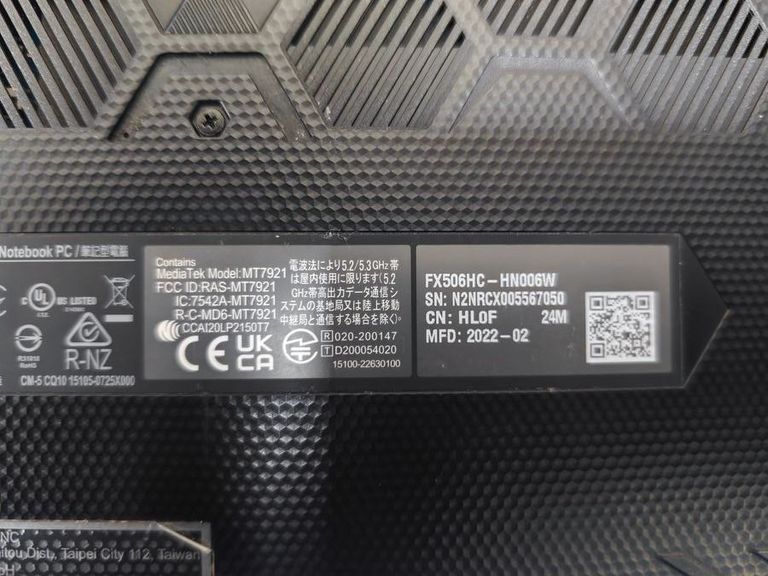 Notebook PC / 筆記型電腦
UL US LISTED
R-NZ
CM-5 CQ10 15105-0725X000
Contains
MediaTek Model:MT7921
FCC ID:RAS-MT7921
IC:7542A-MT7921
R-C-MD6-MT7921
CCAI20LP2150T7
CE UK CA
電波法により5.2/5.3GHz帯
は屋内使用に限ります(5.2
GHz帯高出力データ通信シ
ステムの基地局又は陸上移動
中継局と通信する場合を除く)。
R 020-200147
T D200054020
15100-22630100
FX506HC-HN006W
SN: N2NRCX005567050
CN: HL0F 24M
MFD: 2022-02
NC
itou Dist., Taipei City 112, Taiwan